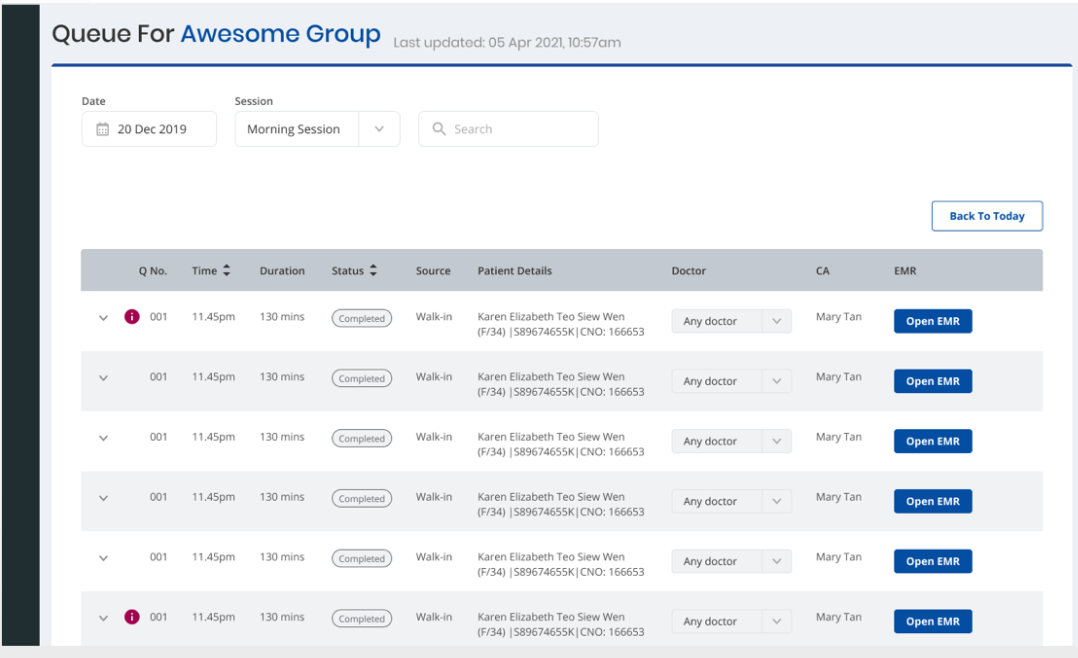 Queue For Awesome Group Last updated: 05 Apr 2021, 10:57am
Date Session
20 Dec 2019 Morning Session Search
Back To Today
Q No. Time Duration Status Source Patient Details Doctor CA EMR
i 001 11.45pm 130 mins Completed Walk-in Karen Elizabeth Teo Siew Wen Any doctor Mary Tan Open EMR
(F/34) |S89674655K|CNO: 166653
001 11.45pm 130 mins Completed Walk-in Karen Elizabeth Teo Siew Wen Any doctor Mary Tan Open EMR
(F/34) |S89674655K|CNO: 166653
001 11.45pm 130 mins Completed Walk-in Karen Elizabeth Teo Siew Wen Any doctor Mary Tan Open EMR
(F/34) |S89674655K|CNO: 166653
001 11.45pm 130 mins Completed Walk-in Karen Elizabeth Teo Siew Wen Any doctor Mary Tan Open EMR
(F/34) |S89674655K|CNO: 166653
001 11.45pm 130 mins Completed Walk-in Karen Elizabeth Teo Siew Wen Any doctor Mary Tan Open EMR
(F/34) |S89674655K|CNO: 166653
i 001 11.45pm 130 mins Completed Walk-in Karen Elizabeth Teo Siew Wen Any doctor Mary Tan Open EMR
(F/34) |S89674655K|CNO: 166653